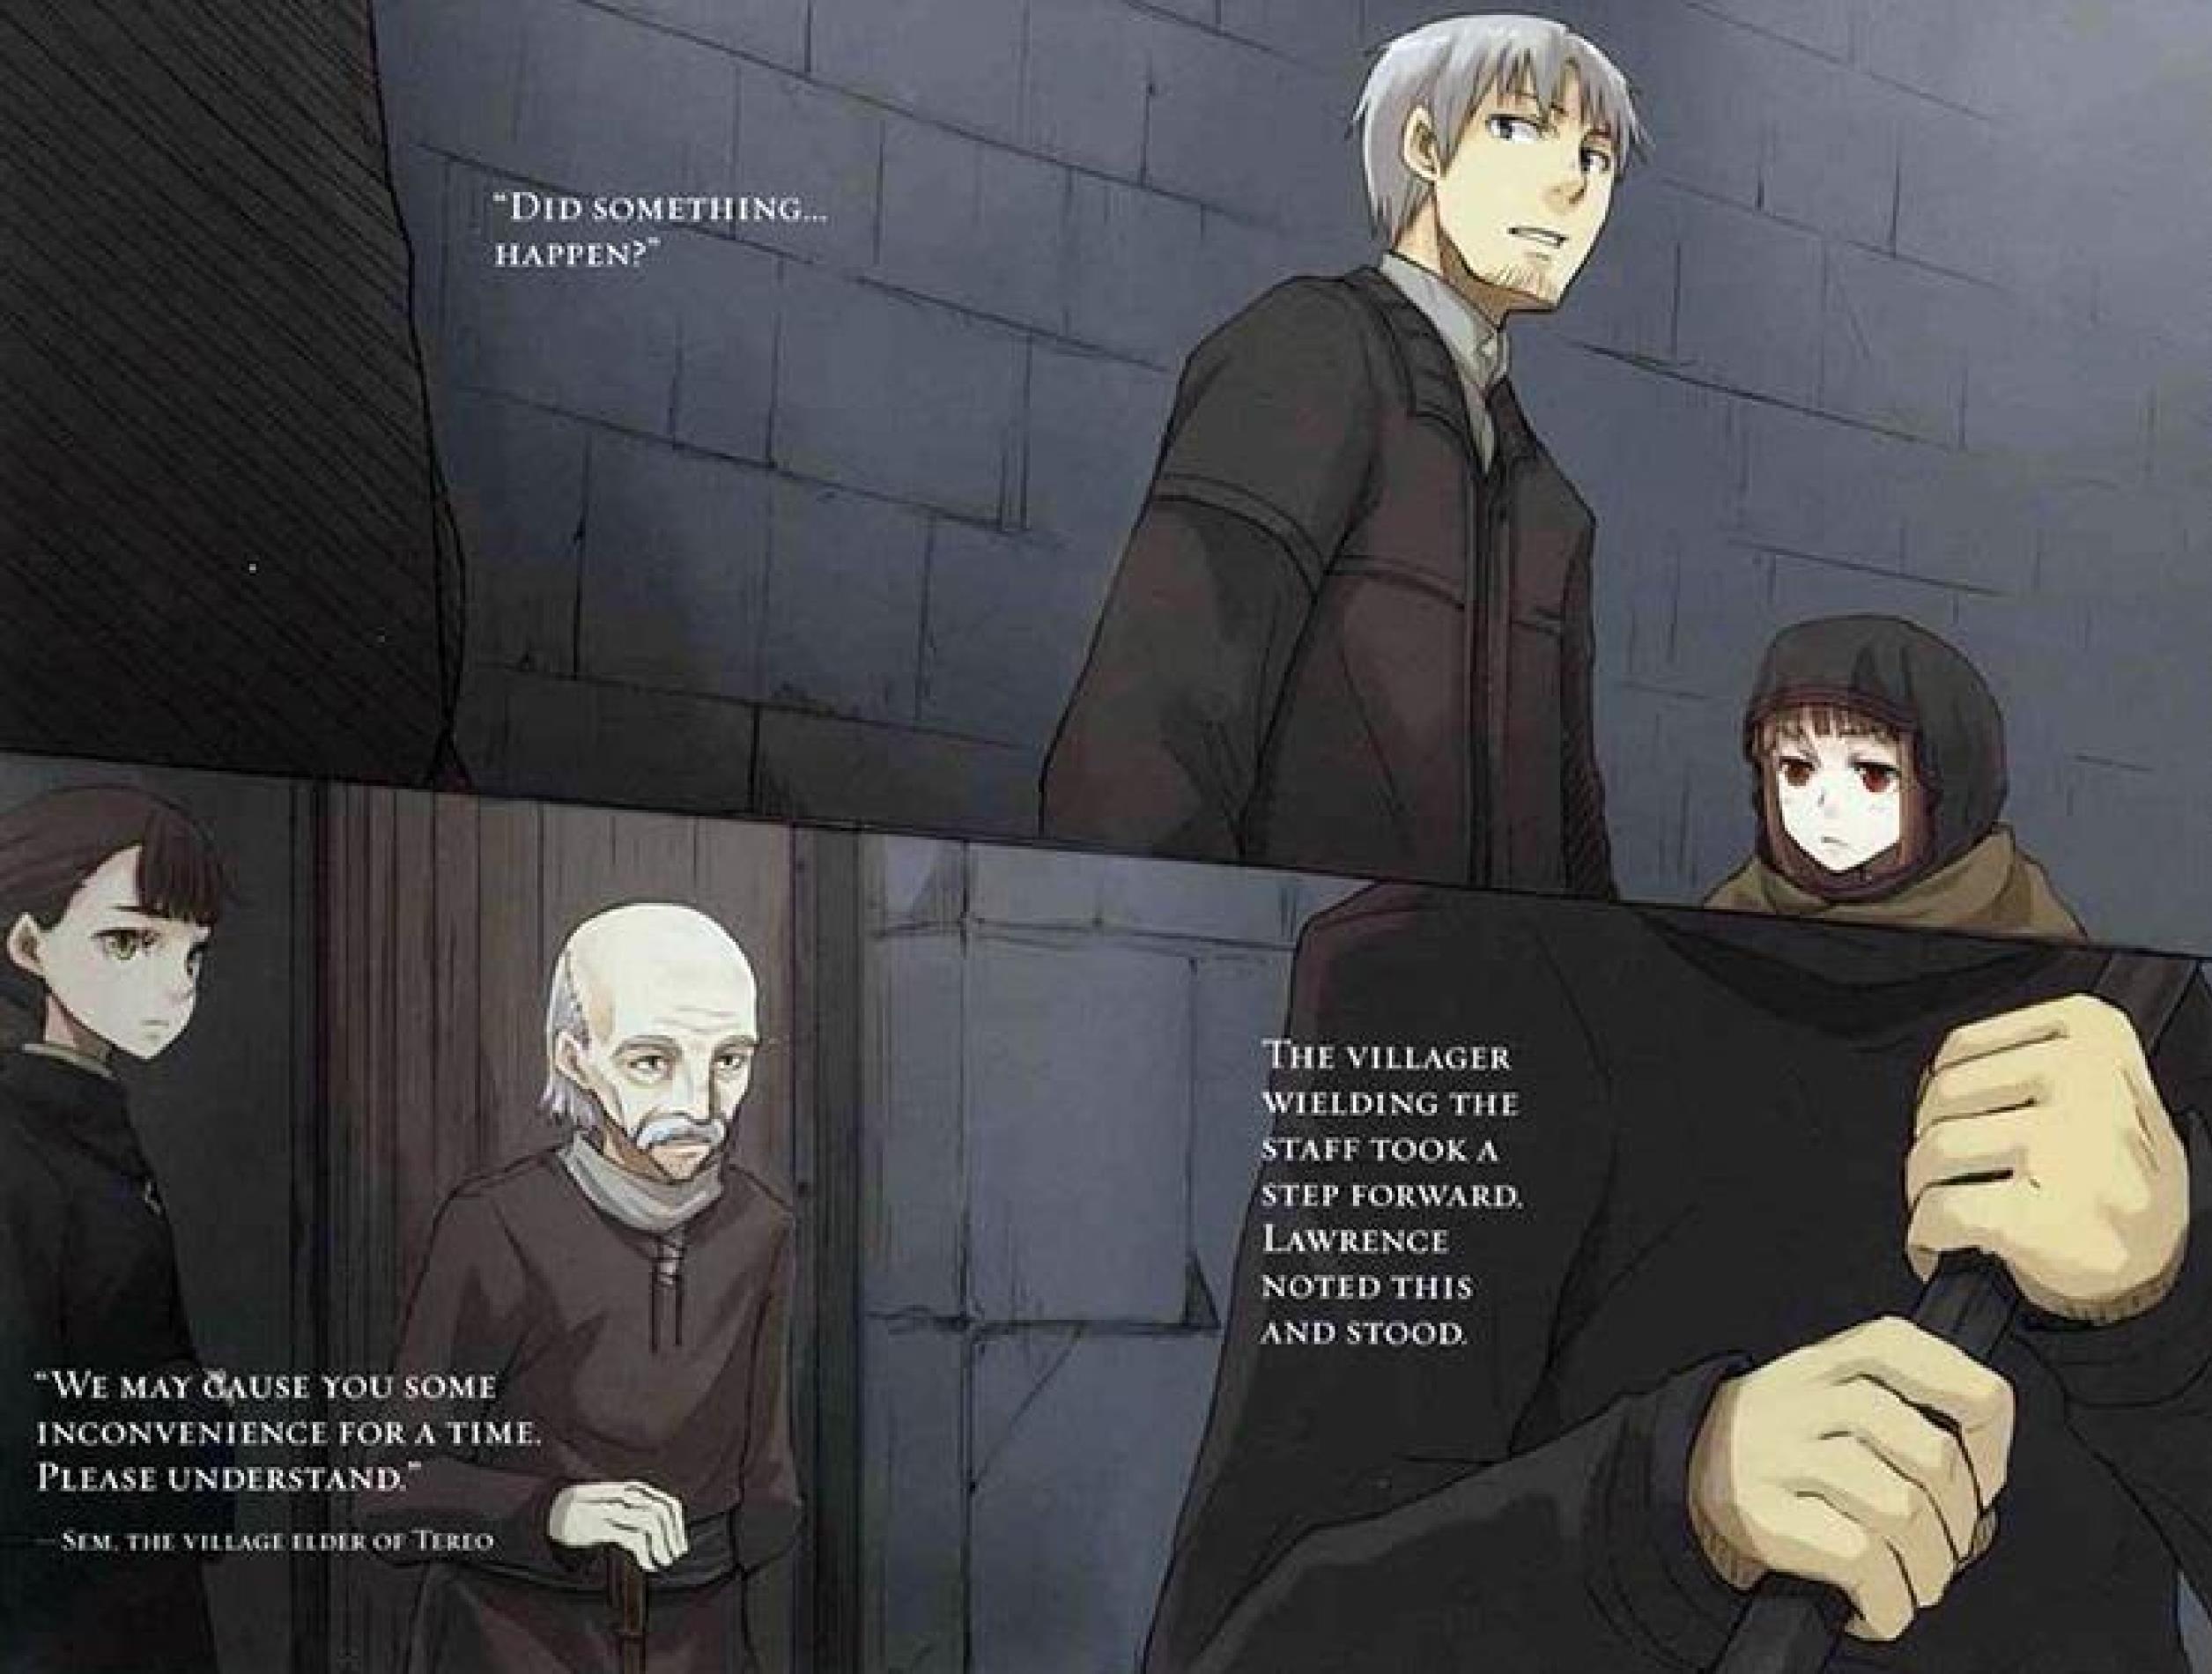 “Did something...
happen?”
The villager
wielding the
staff took a
step forward.
Lawrence
noted this
and stood.
“We may cause you some
inconvenience for a time.
Please understand.”
— Sem, the village elder of Tereo